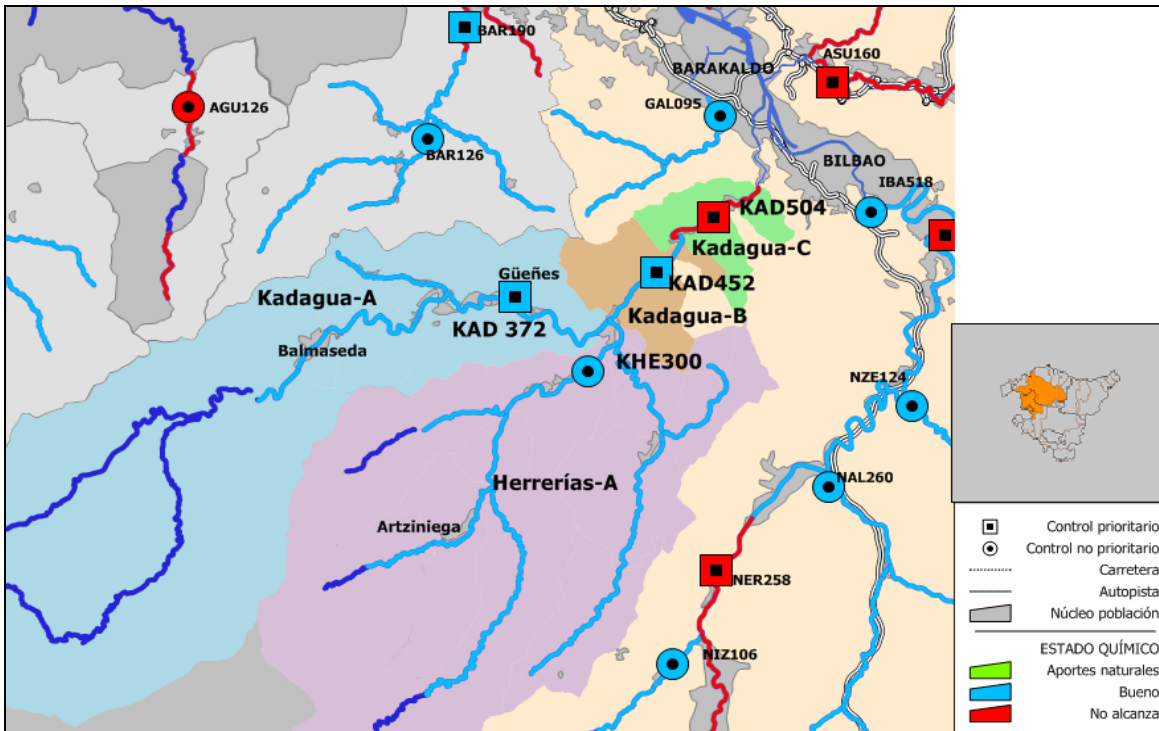 BAR190
ASU160
BARAKALDO
GAL095
AGU126
BAR126
BILBAO
IBA518
KAD504
Kadagua-C
Güeñes
KAD452
Kadagua-A
KAD 372
Kadagua-B
Balmaseda
KHE300
NZE124
Herrerías-A
NAL260
Artziniega
NER258
NIZ106
Control prioritario
Control no prioritario
Carretera
Autopista
Núcleo población
ESTADO QUÍMICO
Aportes naturales
Bueno
No alcanza